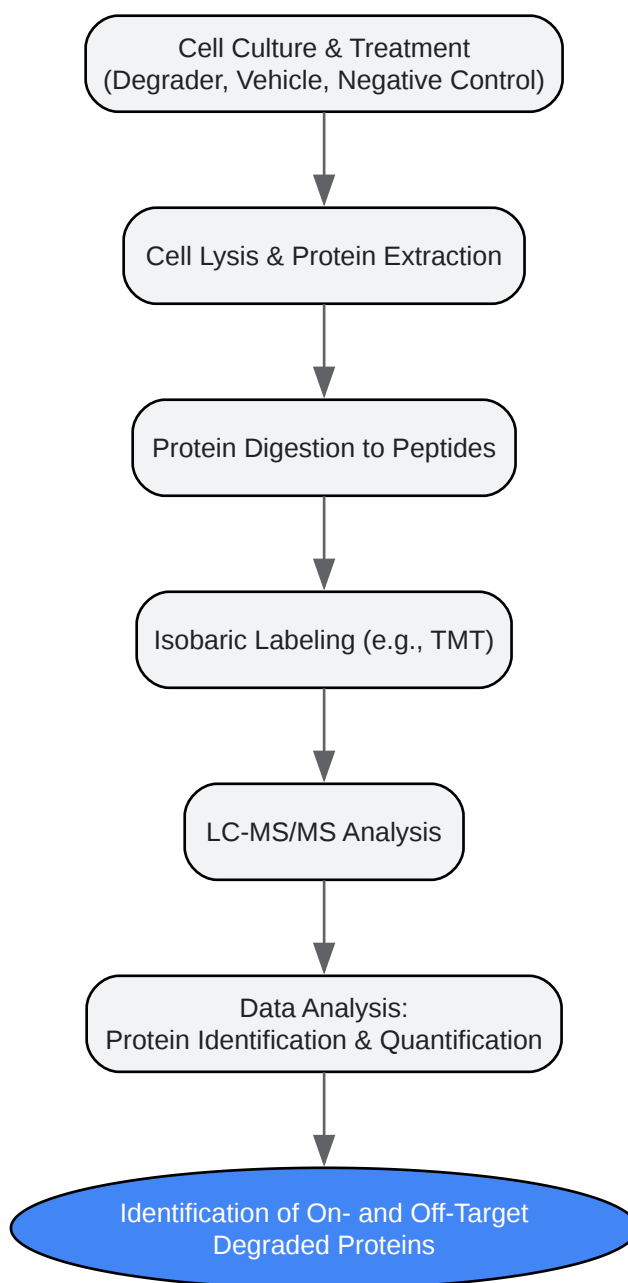 Cell Culture & Treatment
(Degrader, Vehicle, Negative Control)
Cell Lysis & Protein Extraction
Protein Digestion to Peptides
Isobaric Labeling (e.g., TMT)
LC-MS/MS Analysis
Data Analysis:
Protein Identification & Quantification
Identification of On- and Off-Target
Degraded Proteins